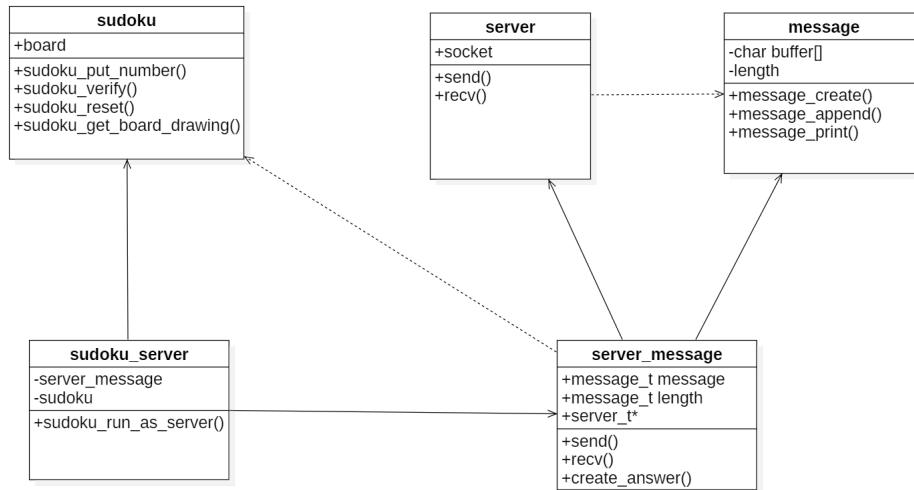 sudoku
+board
+sudoku_put_number()
+sudoku_verify()
+sudoku_reset()
+sudoku_get_board_drawing()
server
+socket
+send()
+recv()
message
-char buffer[]
-length
+message_create()
+message_append()
+message_print()
sudoku_server
-server_message
-sudoku
+sudoku_run_as_server()
server_message
+message_t message
+message_t length
+server_t*
+send()
+recv()
+create_answer()